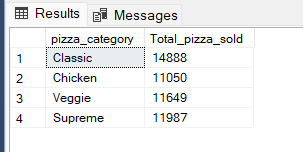 Results Messages
pizza_category Total_pizza_sold
1 Classic 14888
2 Chicken 11050
3 Veggie 11649
4 Supreme 11987